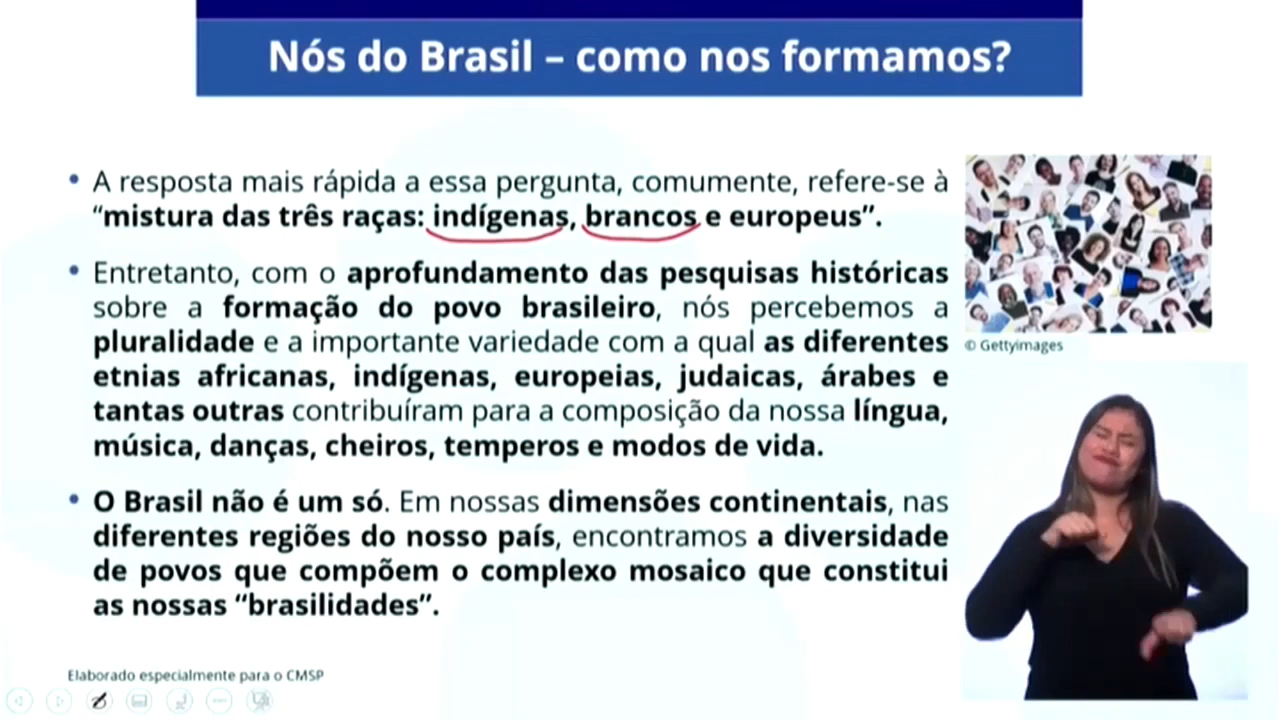 Nós do Brasil – como nos formamos?
• A resposta mais rápida a essa pergunta, comumente, refere-se à
“mistura das três raças: indígenas, brancos e europeus”.
• Entretanto, com o aprofundamento das pesquisas históricas
sobre a formação do povo brasileiro, nós percebemos a
pluralidade e a importante variedade com a qual as diferentes
etnias africanas, indígenas, europeias, judaicas, árabes e
tantas outras contribuíram para a composição da nossa língua,
música, danças, cheiros, temperos e modos de vida.
• O Brasil não é um só. Em nossas dimensões continentais, nas
diferentes regiões do nosso país, encontramos a diversidade
de povos que compõem o complexo mosaico que constitui
as nossas “brasilidades”.
© Gettyimages
Elaborado especialmente para o CMSP